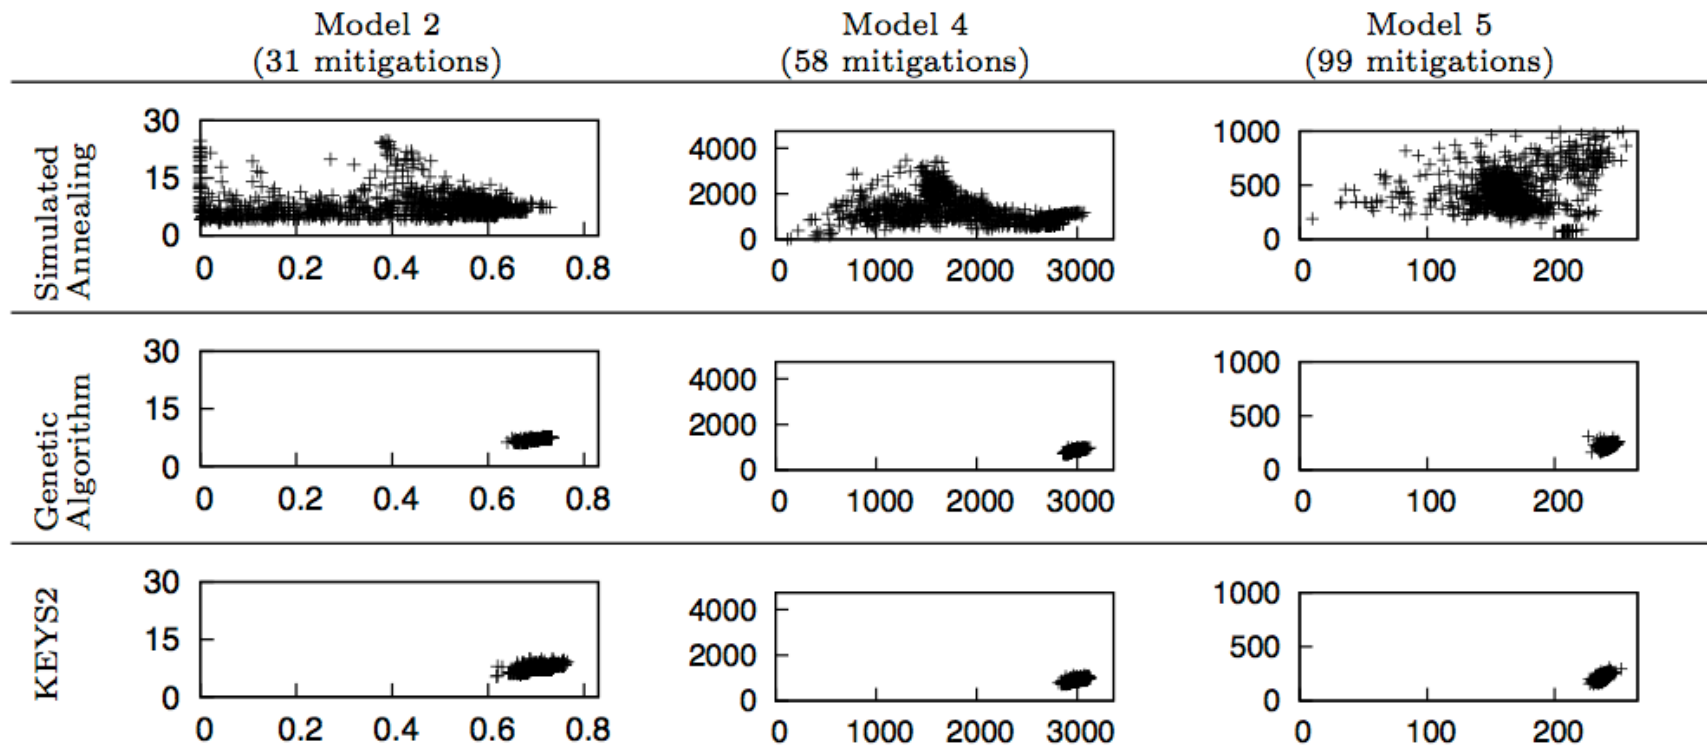 Model 2
(31 mitigations)
Model 4
(58 mitigations)
Model 5
(99 mitigations)
Simulated
Annealing
30
15
0
0 0.2 0.4 0.6 0.8
4000
2000
0
0 1000 2000 3000
1000
500
0
0 100 200
Genetic
Algorithm
30
15
0
0 0.2 0.4 0.6 0.8
4000
2000
0
0 1000 2000 3000
1000
500
0
0 100 200
KEYS2
30
15
0
0 0.2 0.4 0.6 0.8
4000
2000
0
0 1000 2000 3000
1000
500
0
0 100 200